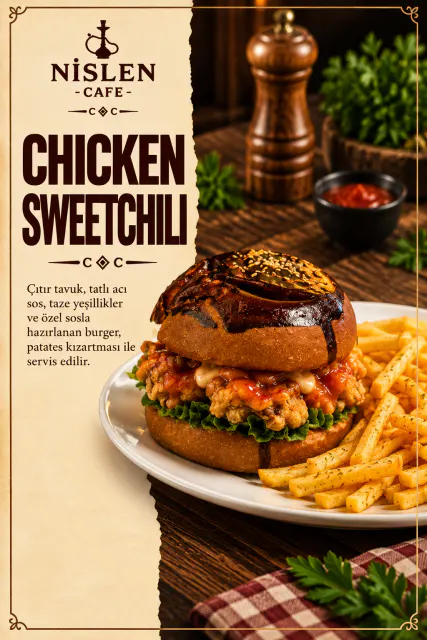 NİSLEN
- CAFE -
C C
CHICKEN
SWEETCHILI
C C
Çıtır tavuk, tatlı acı
sos, taze yeşillikler
ve özel sosla
hazırlanan burger,
patates kızartması ile
servis edilir.